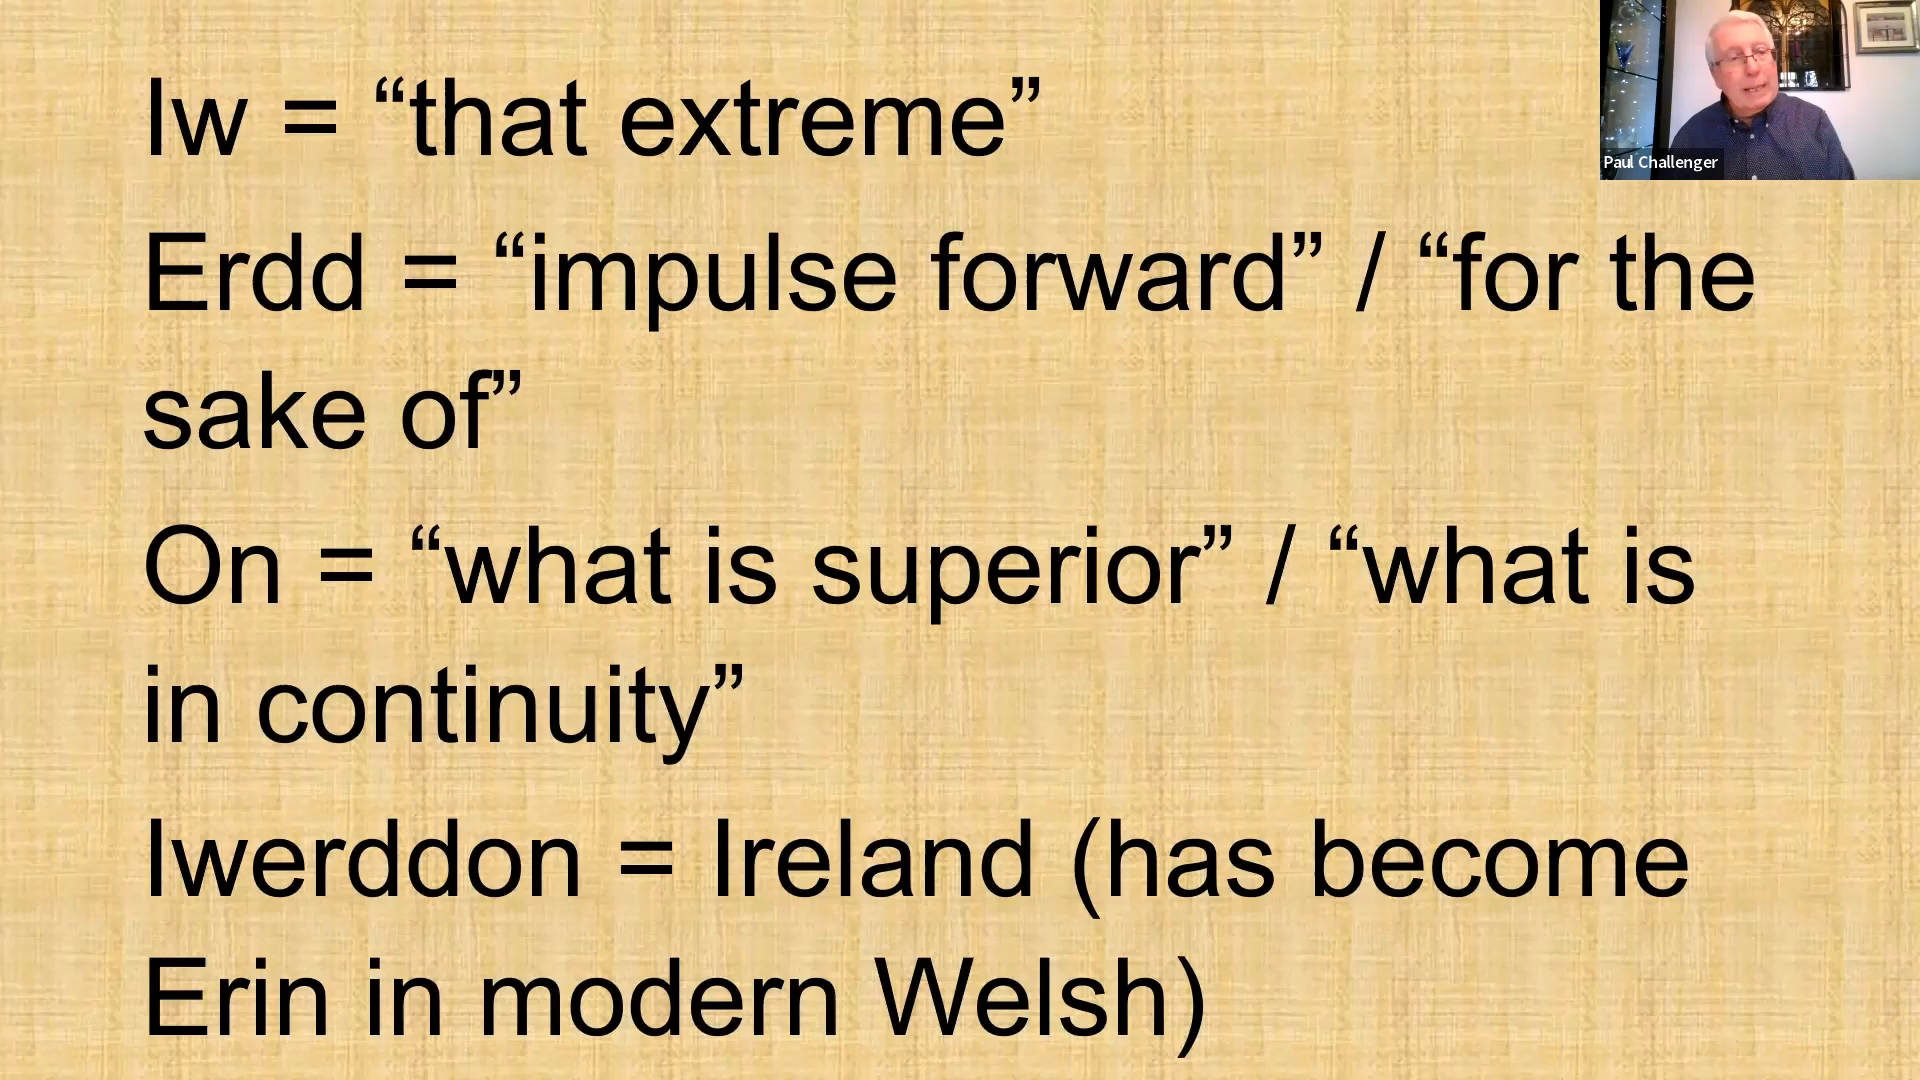 Iw = “that extreme”
Erdd = “impulse forward” / “for the
sake of”
On = “what is superior” / “what is
in continuity”
Iwerddon = Ireland (has become
Erin in modern Welsh)
Paul Challenger